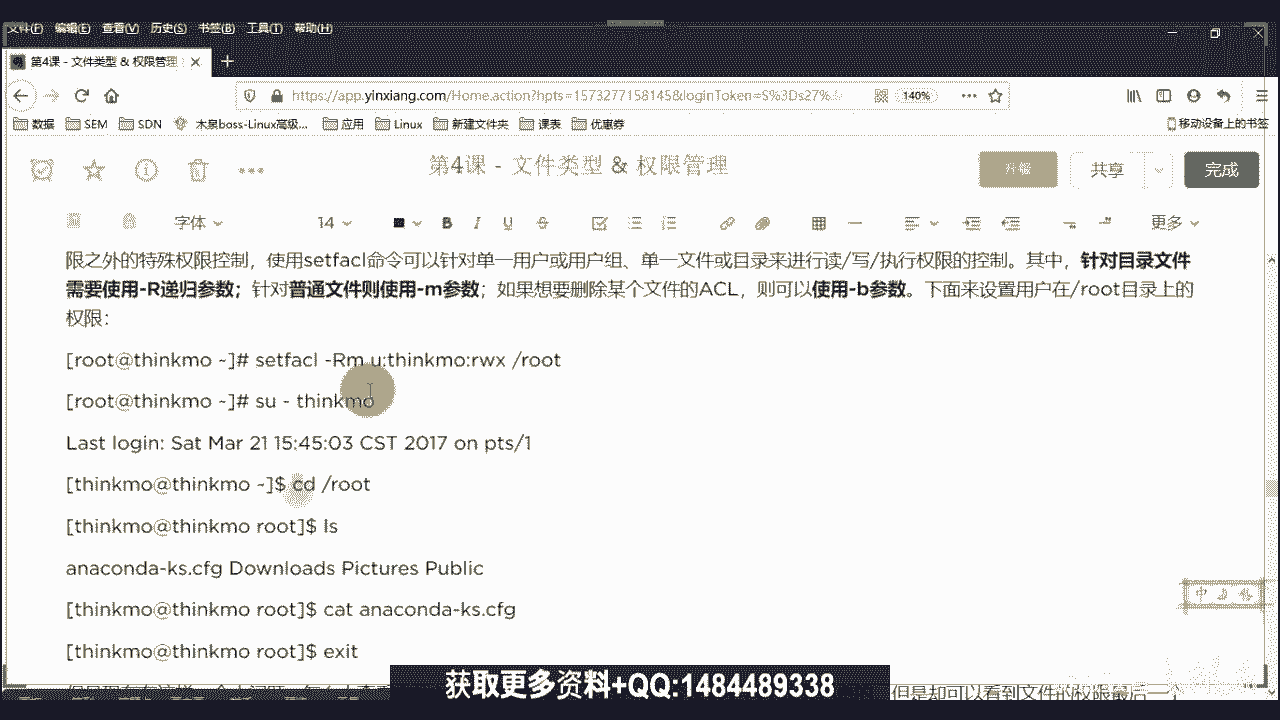 文件(F) 编辑(E) 查看(V) 历史(S) 书签(B) 工具(T) 帮助(H)
第4课 - 文件类型 & 权限管理
https://app.yinxiang.com/Home.action?hpts=1573277158145&loginToken=S%3Ds27%
140%
数据 SEM SDN 木泉boss-Linux高级... 应用 Linux 新建文件夹 课表 优惠券 移动设备上的书签
第4课 - 文件类型 & 权限管理
升级 共享 完成
字体 14 B I U 更多
限之外的特殊权限控制，使用setfacl命令可以针对单一用户或用户组、单一文件或目录来进行读/写/执行权限的控制。其中，针对目录文件
需要使用-R递归参数；针对普通文件则使用-m参数；如果想要删除某个文件的ACL，则可以使用-b参数。下面来设置用户在/root目录上的
权限：
[root@thinkmo ~]# setfacl -Rm u:thinkmo:rwx /root
[root@thinkmo ~]# su - thinkmo
Last login: Sat Mar 21 15:45:03 CST 2017 on pts/1
[thinkmo@thinkmo ~]$ cd /root
[thinkmo@thinkmo root]$ ls
anaconda-ks.cfg Downloads Pictures Public
[thinkmo@thinkmo root]$ cat anaconda-ks.cfg
[thinkmo@thinkmo root]$ exit
但是却可以看到文件的权限最后一
获取更多资料+QQ:1484489338